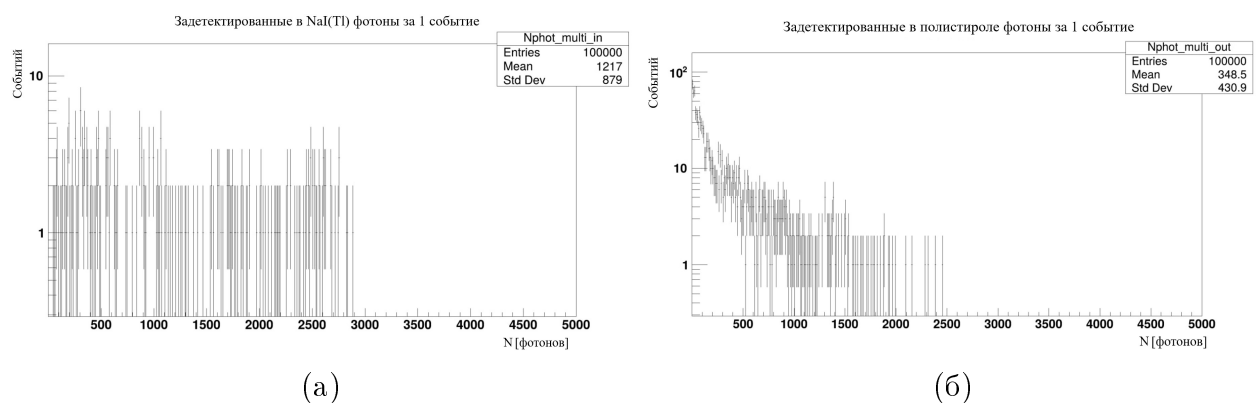 Задетектированные в NaI(Tl) фотоны за 1 событие
Событий
Nphot_multi_in
Entries 100000
Mean 1217
Std Dev 879
10
1
500 1000 1500 2000 2500 3000 3500 4000 4500 5000
N [фотонов]
(а)
Задетектированные в полистироле фотоны за 1 событие
Событий
Nphot_multi_out
Entries 100000
Mean 348.5
Std Dev 430.9
10²
10
1
500 1000 1500 2000 2500 3000 3500 4000 4500 5000
N [фотонов]
(б)